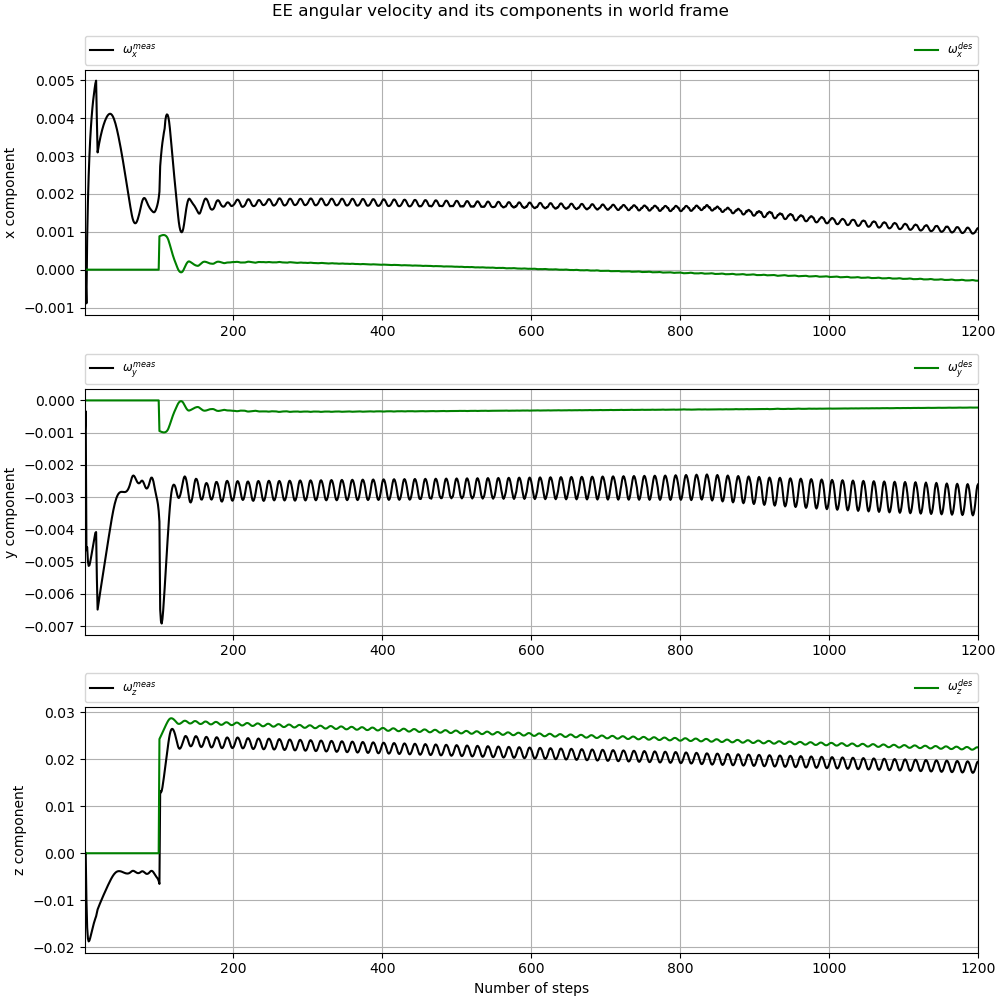 EE angular velocity and its components in world frame
ω_x^meas ω_x^des
0.005
0.004
0.003
0.002
0.001
0.000
−0.001
x component
200 400 600 800 1000 1200
ω_y^meas ω_y^des
0.000
−0.001
−0.002
−0.003
−0.004
−0.005
−0.006
−0.007
y component
200 400 600 800 1000 1200
ω_z^meas ω_z^des
0.03
0.02
0.01
0.00
−0.01
−0.02
z component
200 400 600 800 1000 1200
Number of steps